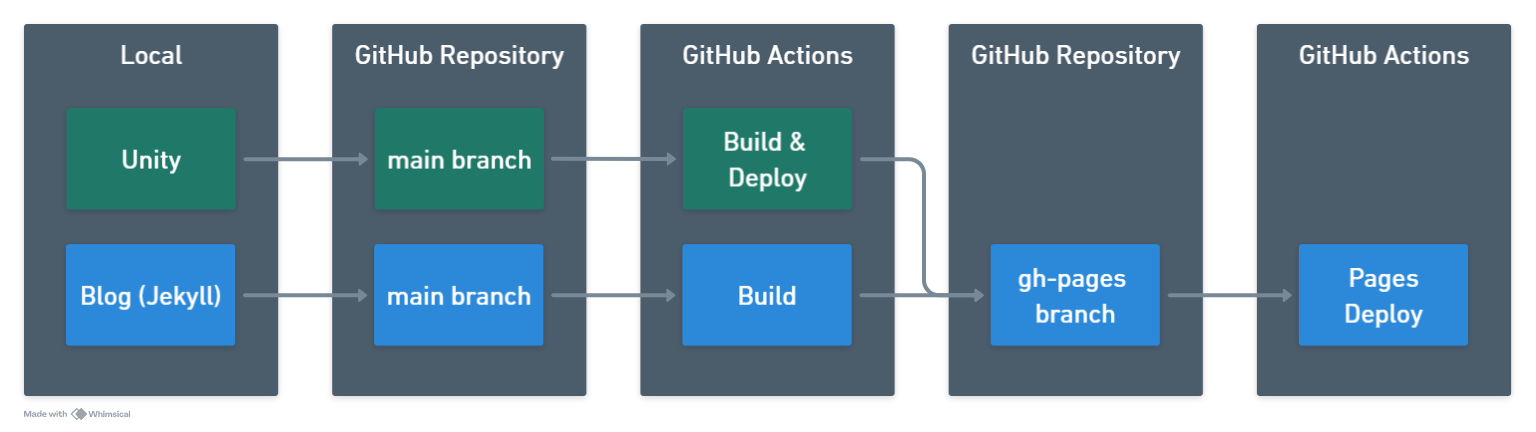 Local
GitHub Repository
GitHub Actions
GitHub Repository
GitHub Actions
Unity
main branch
Build &
Deploy
Blog (Jekyll)
main branch
Build
gh-pages
branch
Pages
Deploy
Made with Whimsical